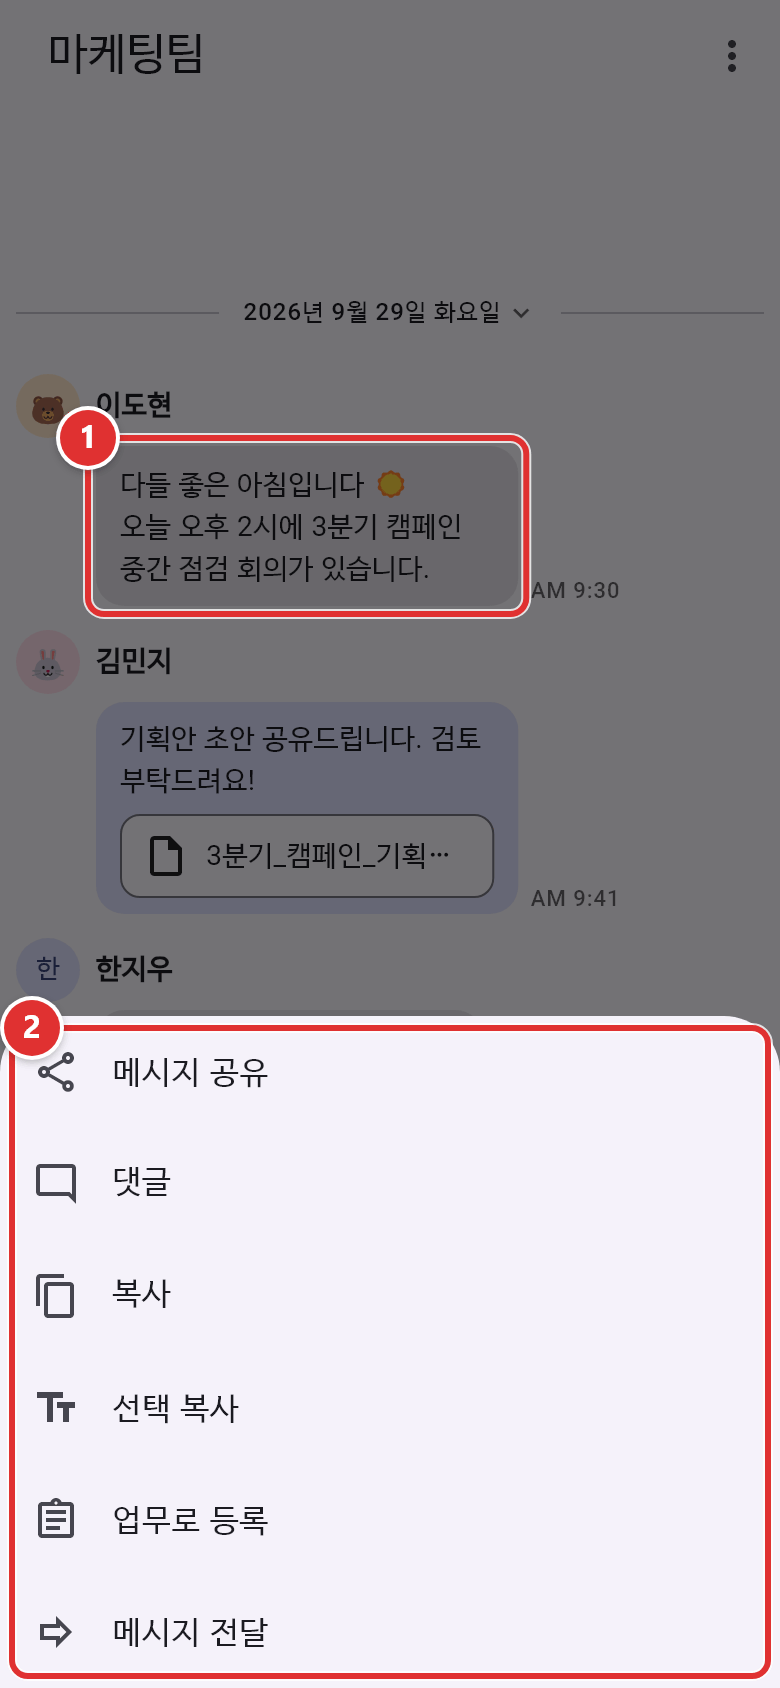 마케팅팀
2026년 9월 29일 화요일
이도현
1
다들 좋은 아침입니다 🌞
오늘 오후 2시에 3분기 캠페인
중간 점검 회의가 있습니다.
AM 9:30
김민지
기획안 초안 공유드립니다. 검토
부탁드려요!
3분기_캠페인_기획…
AM 9:41
한
한지우
2
메시지 공유
댓글
복사
선택 복사
업무로 등록
메시지 전달